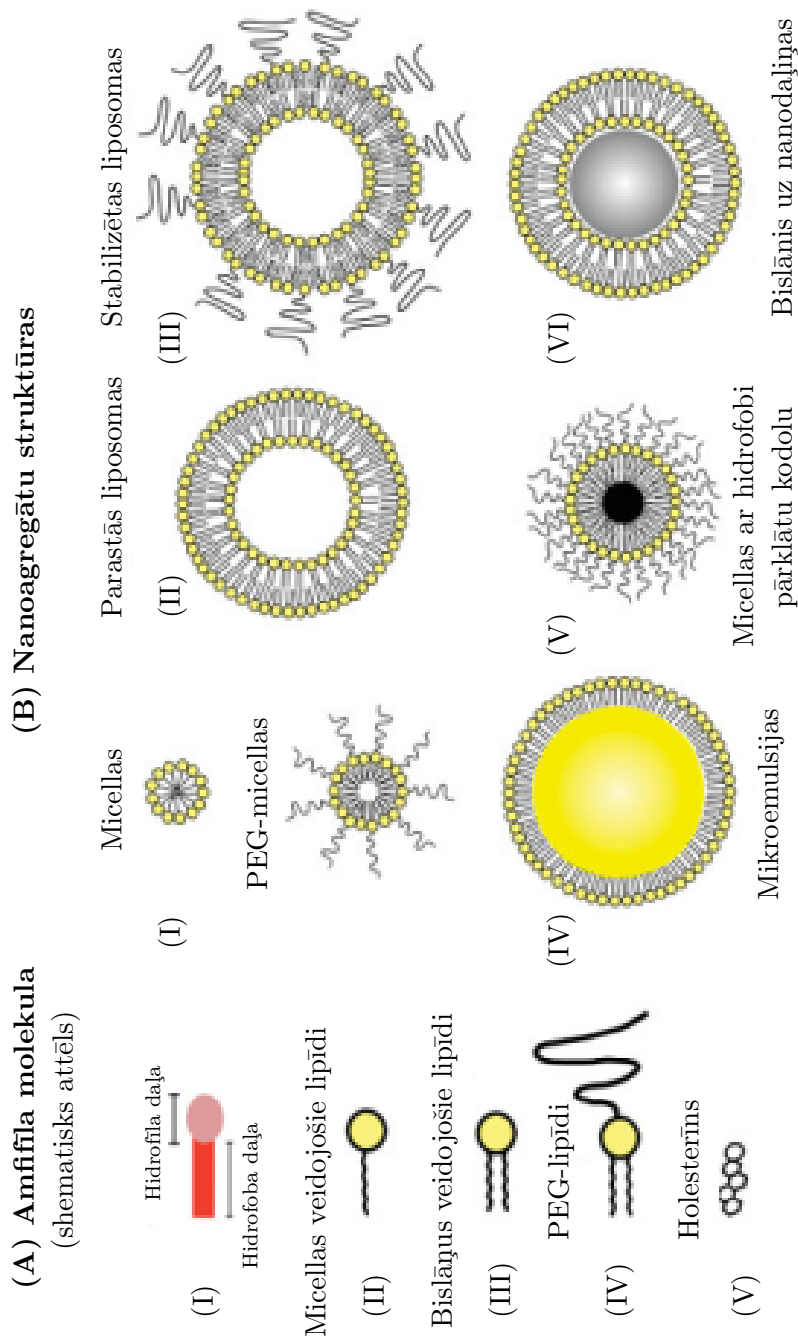 (A) Amfifila molekula
(shematisks attēls)
(I)
Hidrofila daļa
Hidrofoba daļa
Micellas veidojošie lipīdi
(II)
Bislāņus veidojošie lipīdi
(III)
PEG-lipīdi
(IV)
Holesterīns
(V)
(B) Nanoagregātu struktūras
Micellas
(I)
PEG-micellas
Parastās liposomas
(II)
Stabilizētas liposomas
(III)
(IV)
Mikroemulsijas
(V)
Micellas ar hidrofobi
pārklātu kodolu
(VI)
Bislānis uz nanodaļiņas